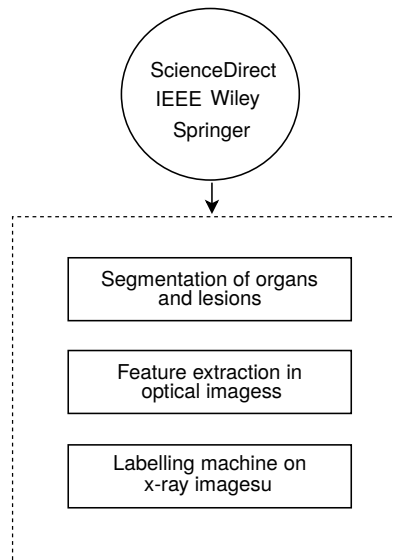 ScienceDirect
IEEE Wiley
Springer
Segmentation of organs
and lesions
Feature extraction in
optical imagess
Labelling machine on
x-ray imagesu